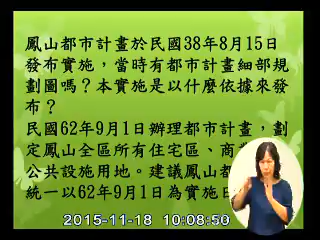 鳳山都市計畫於民國38年8月15日
發布實施，當時有都市計畫細部規
劃圖嗎？本實施是以什麼依據來發
布？
民國62年9月1日辦理都市計畫，劃
定鳳山全區所有住宅區、商
公共設施用地。建議鳳山都
統一以62年9月1日為實施
2015-11-18 10:08:50